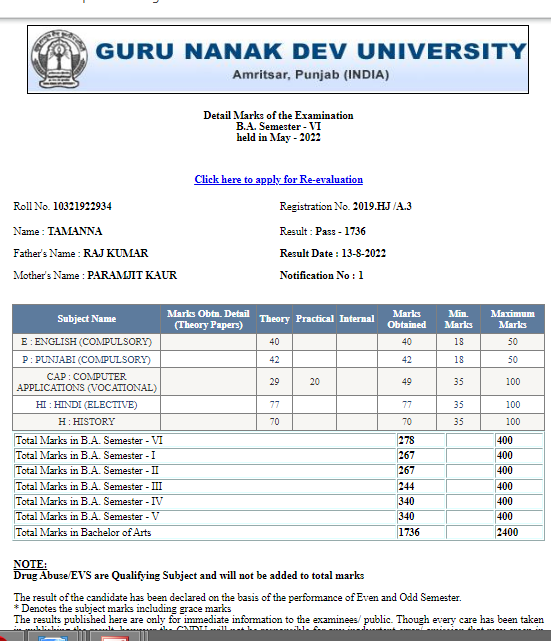 GURU NANAK DEV UNIVERSITY
Amritsar, Punjab (INDIA)
Detail Marks of the Examination
B.A. Semester - VI
held in May - 2022
Click here to apply for Re-evaluation
Roll No. 10321922934 Registration No. 2019.HJ /A.3
Name : TAMANNA Result : Pass - 1736
Father's Name : RAJ KUMAR Result Date : 13-8-2022
Mother's Name : PARAMJIT KAUR Notification No : 1
Subject Name Marks Obtn. Detail (Theory Papers) Theory Practical Internal Marks Obtained Min. Marks Maximum Marks
E : ENGLISH (COMPULSORY) 40 40 18 50
P : PUNJABI (COMPULSORY) 42 42 18 50
CAP : COMPUTER APPLICATIONS (VOCATIONAL) 29 20 49 35 100
HI : HINDI (ELECTIVE) 77 77 35 100
H : HISTORY 70 70 35 100
Total Marks in B.A. Semester - VI 278 400
Total Marks in B.A. Semester - I 267 400
Total Marks in B.A. Semester - II 267 400
Total Marks in B.A. Semester - III 244 400
Total Marks in B.A. Semester - IV 340 400
Total Marks in B.A. Semester - V 340 400
Total Marks in Bachelor of Arts 1736 2400
NOTE:
Drug Abuse/EVS are Qualifying Subject and will not be added to total marks
The result of the candidate has been declared on the basis of the performance of Even and Odd Semester.
* Denotes the subject marks including grace marks
The results published here are only for immediate information to the examinees/ public. Though every care has been taken